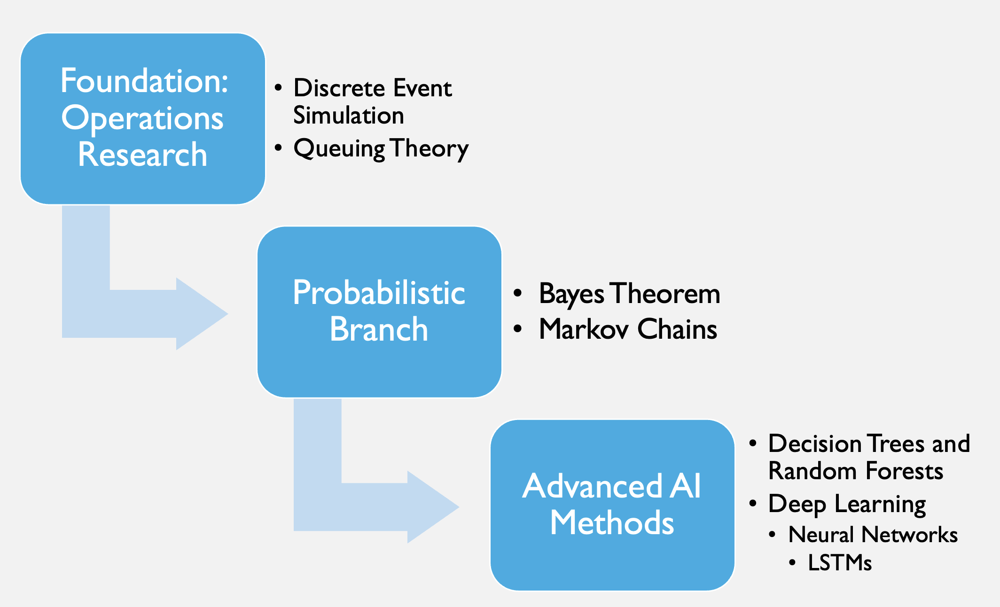 Foundation:
Operations
Research
• Discrete Event
Simulation
• Queuing Theory
Probabilistic
Branch
• Bayes Theorem
• Markov Chains
Advanced AI
Methods
• Decision Trees and
Random Forests
• Deep Learning
• Neural Networks
• LSTMs